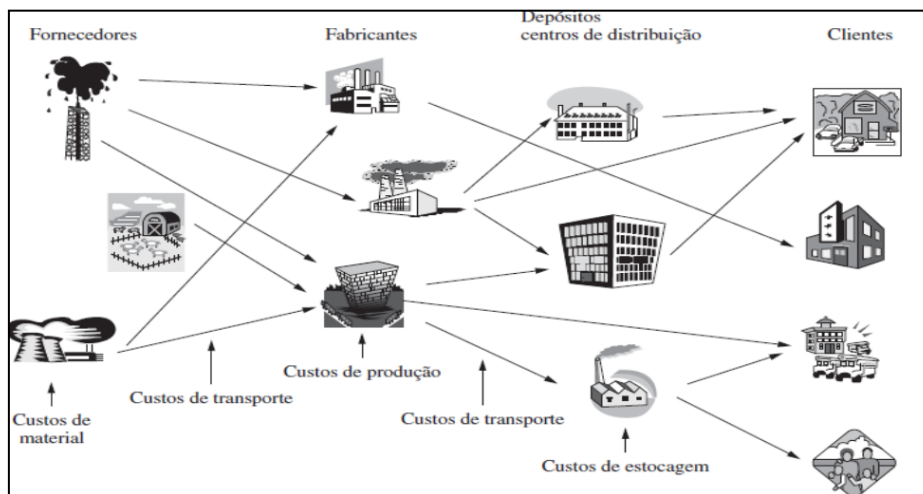 Fornecedores
Fabricantes
Depósitos
centros de distribuição
Clientes
Custos de
material
Custos de transporte
Custos de produção
Custos de transporte
Custos de estocagem